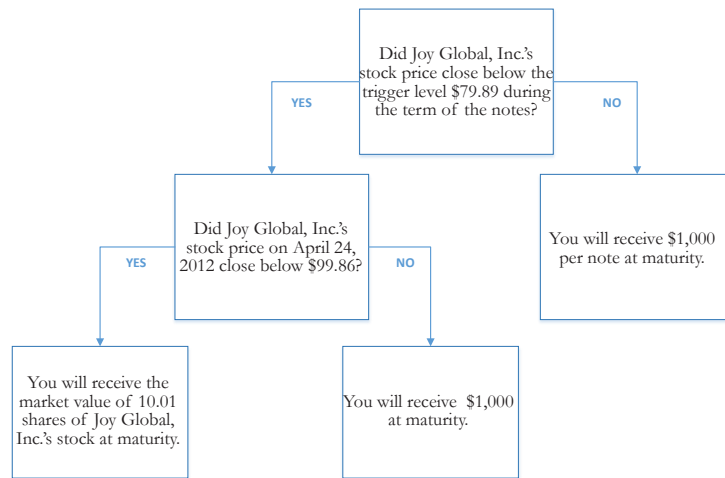 Did Joy Global, Inc.'s
stock price close below the
trigger level $79.89 during
the term of the notes?
YES
NO
Did Joy Global, Inc.'s
stock price on April 24,
2012 close below $99.86?
You will receive $1,000
per note at maturity.
YES
NO
You will receive the
market value of 10.01
shares of Joy Global,
Inc.'s stock at maturity.
You will receive  $1,000
at maturity.